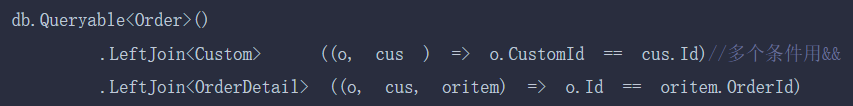 db.Queryable<Order>()
.LeftJoin<Custom> ((o, cus ) => o.CustomId == cus.Id)//多个条件用&&
.LeftJoin<OrderDetail> ((o, cus, oritem) => o.Id == oritem.OrderId)